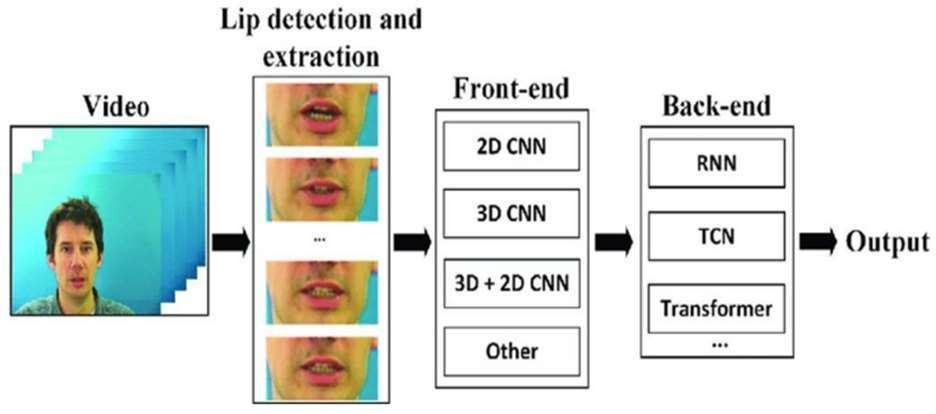 Lip detection and
extraction
Video
...
Front-end
2D CNN
3D CNN
3D + 2D CNN
Other
Back-end
RNN
TCN
Transformer
...
Output